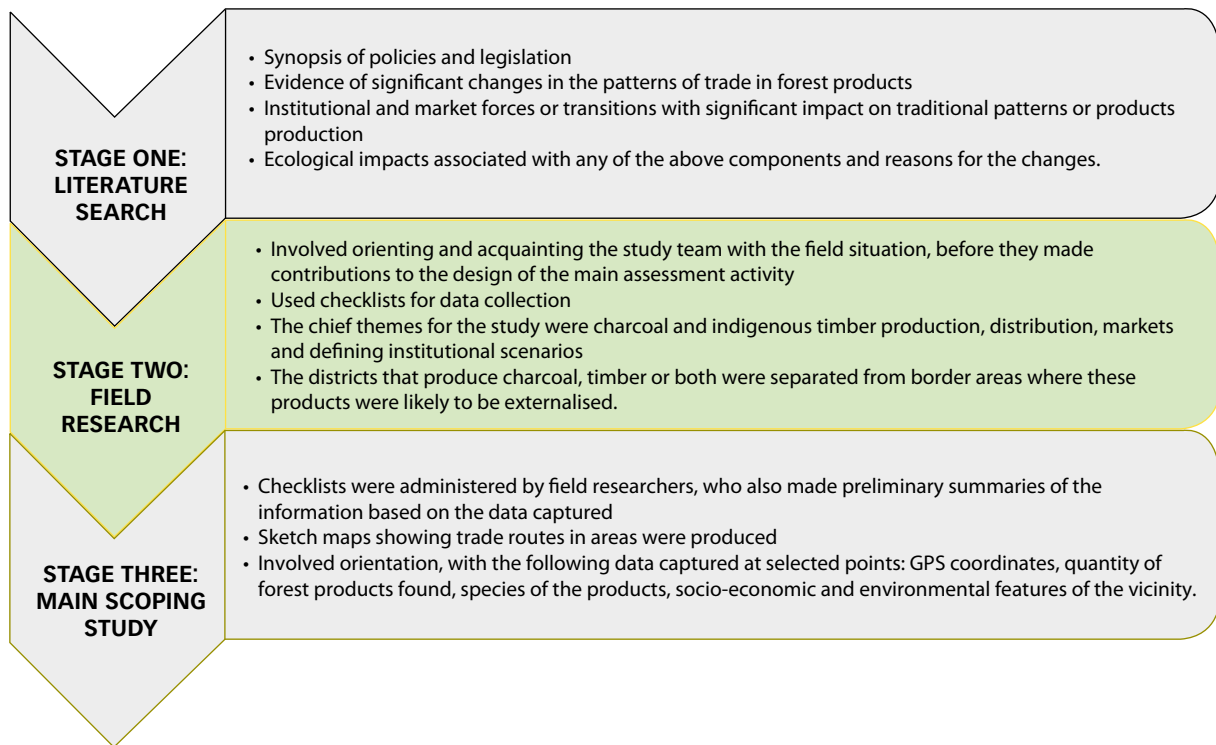 STAGE ONE:
LITERATURE
SEARCH
• Synopsis of policies and legislation
• Evidence of significant changes in the patterns of trade in forest products
• Institutional and market forces or transitions with significant impact on traditional patterns or products
production
• Ecological impacts associated with any of the above components and reasons for the changes.
STAGE TWO:
FIELD
RESEARCH
• Involved orienting and acquainting the study team with the field situation, before they made
contributions to the design of the main assessment activity
• Used checklists for data collection
• The chief themes for the study were charcoal and indigenous timber production, distribution, markets
and defining institutional scenarios
• The districts that produce charcoal, timber or both were separated from border areas where these
products were likely to be externalised.
STAGE THREE:
MAIN SCOPING
STUDY
• Checklists were administered by field researchers, who also made preliminary summaries of the
information based on the data captured
• Sketch maps showing trade routes in areas were produced
• Involved orientation, with the following data captured at selected points: GPS coordinates, quantity of
forest products found, species of the products, socio-economic and environmental features of the vicinity.